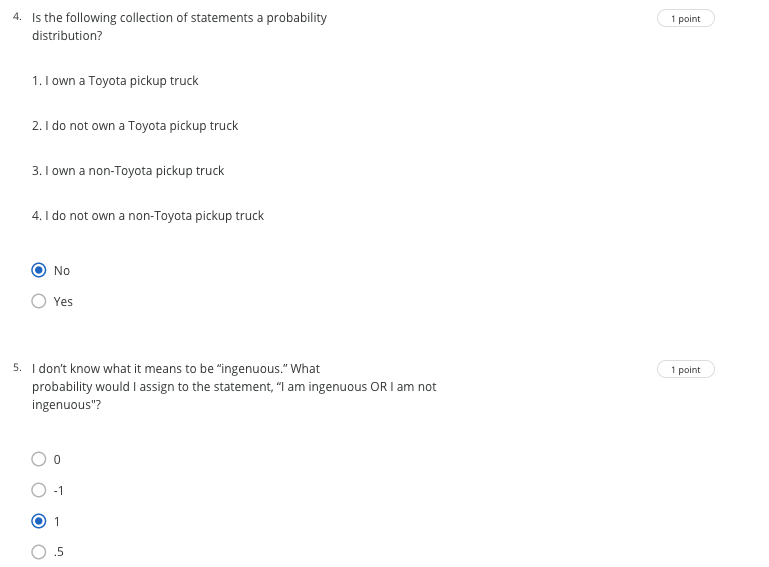 4. Is the following collection of statements a probability
distribution?
1 point
1. I own a Toyota pickup truck
2. I do not own a Toyota pickup truck
3. I own a non-Toyota pickup truck
4. I do not own a non-Toyota pickup truck
No
Yes
5. I don’t know what it means to be “ingenuous.” What
probability would I assign to the statement, “I am ingenuous OR I am not
ingenuous"?
1 point
0
-1
1
.5